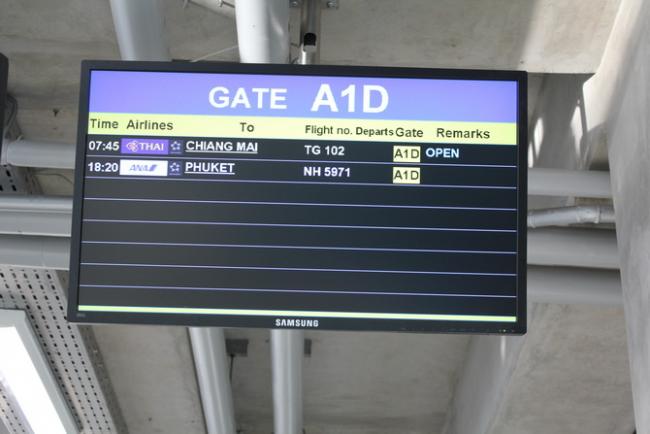 GATE A1D
Time Airlines To Flight no. Departs Gate Remarks
07:45 THAI CHIANG MAI TG 102 A1D OPEN
18:20 ANA PHUKET NH 5971 A1D
SAMSUNG